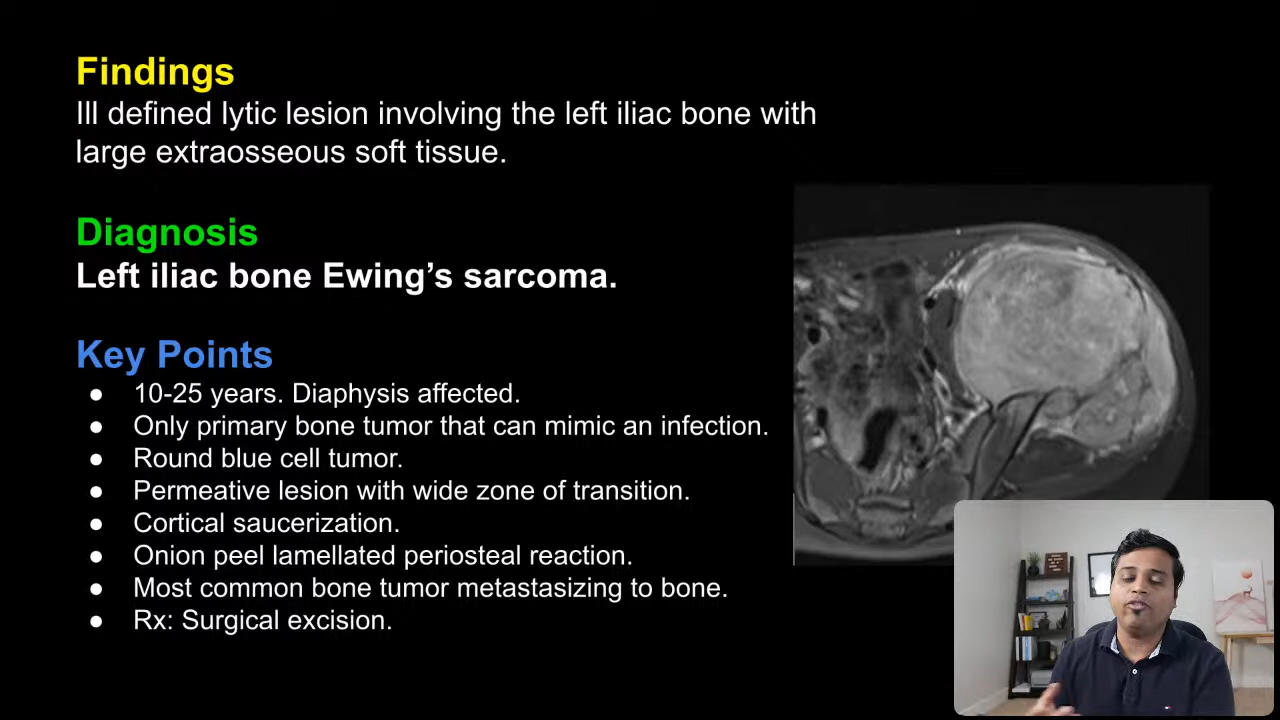 Findings
Ill defined lytic lesion involving the left iliac bone with
large extraosseous soft tissue.
Diagnosis
Left iliac bone Ewing’s sarcoma.
Key Points
● 10-25 years. Diaphysis affected.
● Only primary bone tumor that can mimic an infection.
● Round blue cell tumor.
● Permeative lesion with wide zone of transition.
● Cortical saucerization.
● Onion peel lamellated periosteal reaction.
● Most common bone tumor metastasizing to bone.
● Rx: Surgical excision.